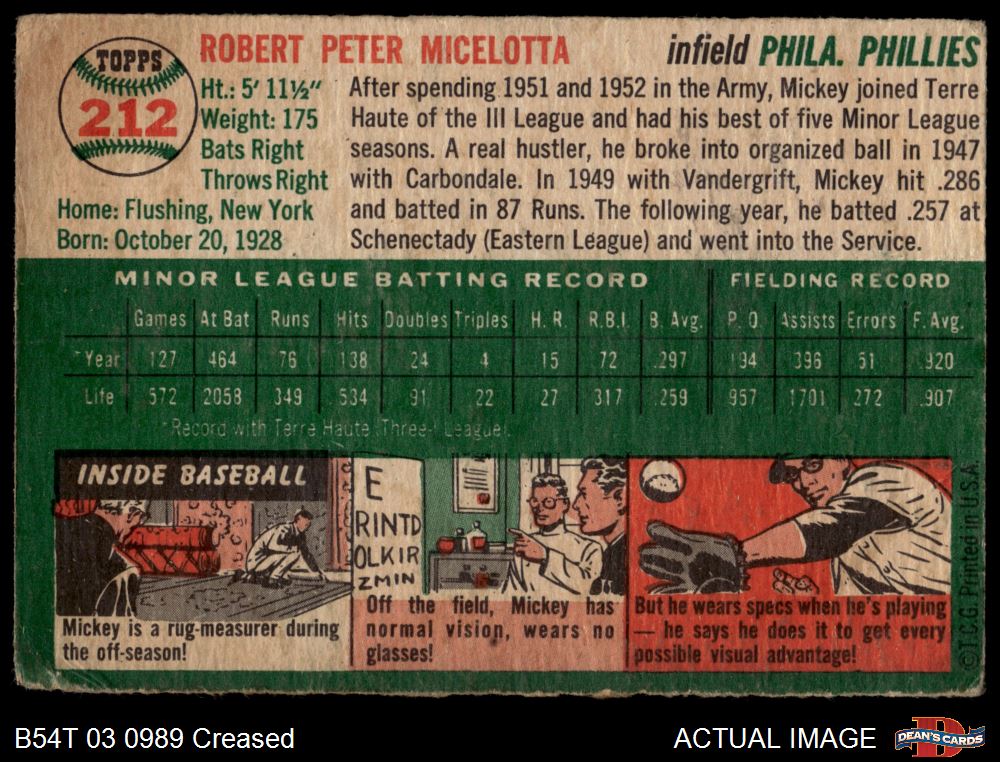 TOPPS
212
ROBERT PETER MICELOTTA
infield PHILA. PHILLIES
Ht.: 5' 11½"
Weight: 175
Bats Right
Throws Right
Home: Flushing, New York
Born: October 20, 1928
After spending 1951 and 1952 in the Army, Mickey joined Terre
Haute of the III League and had his best of five Minor League
seasons. A real hustler, he broke into organized ball in 1947
with Carbondale. In 1949 with Vandergrift, Mickey hit .286
and batted in 87 Runs. The following year, he batted .257 at
Schenectady (Eastern League) and went into the Service.
MINOR LEAGUE BATTING RECORD FIELDING RECORD
Games At Bat Runs Hits Doubles Triples H. R. R.B.I. B. Avg. P. O. Assists Errors F. Avg.
*Year 127 464 76 138 24 4 15 72 .297 194 396 51 .920
Life 572 2058 349 534 91 22 27 317 .259 957 1701 272 .907
*Record with Terre Haute (Three-I League)
INSIDE BASEBALL
Mickey is a rug-measurer during
the off-season!
E
RINTD
OLKIR
ZMIN
Off the field, Mickey has
normal vision, wears no
glasses!
But he wears specs when he's playing
— he says he does it to get every
possible visual advantage!
©T.C.G. Printed in U.S.A.
B54T 03 0989 Creased
ACTUAL IMAGE
DEAN'S CARDS